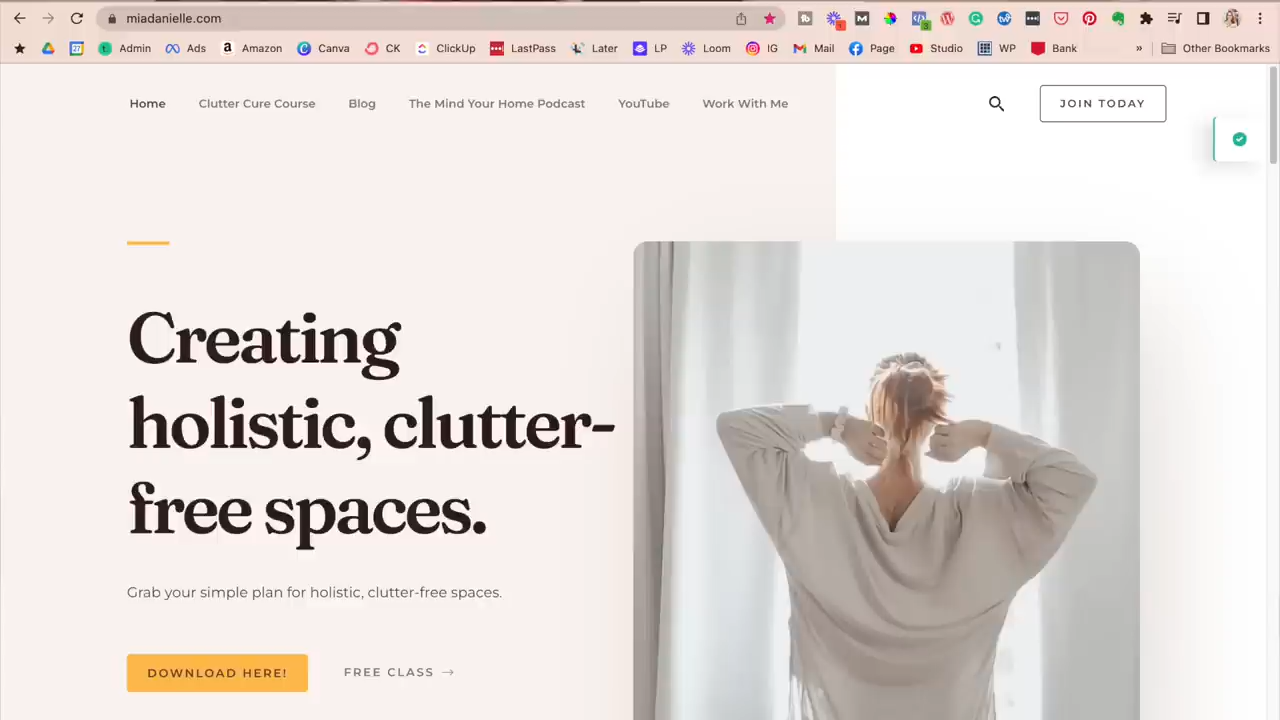 miadanielle.com
1
3
Admin
Ads
Amazon
Canva
CK
ClickUp
LastPass
Later
LP
Loom
IG
Mail
Page
Studio
WP
Bank
»
Other Bookmarks
Home
Clutter Cure Course
Blog
The Mind Your Home Podcast
YouTube
Work With Me
JOIN TODAY
Creating
holistic, clutter-
free spaces.
Grab your simple plan for holistic, clutter-free spaces.
DOWNLOAD HERE!
FREE CLASS →